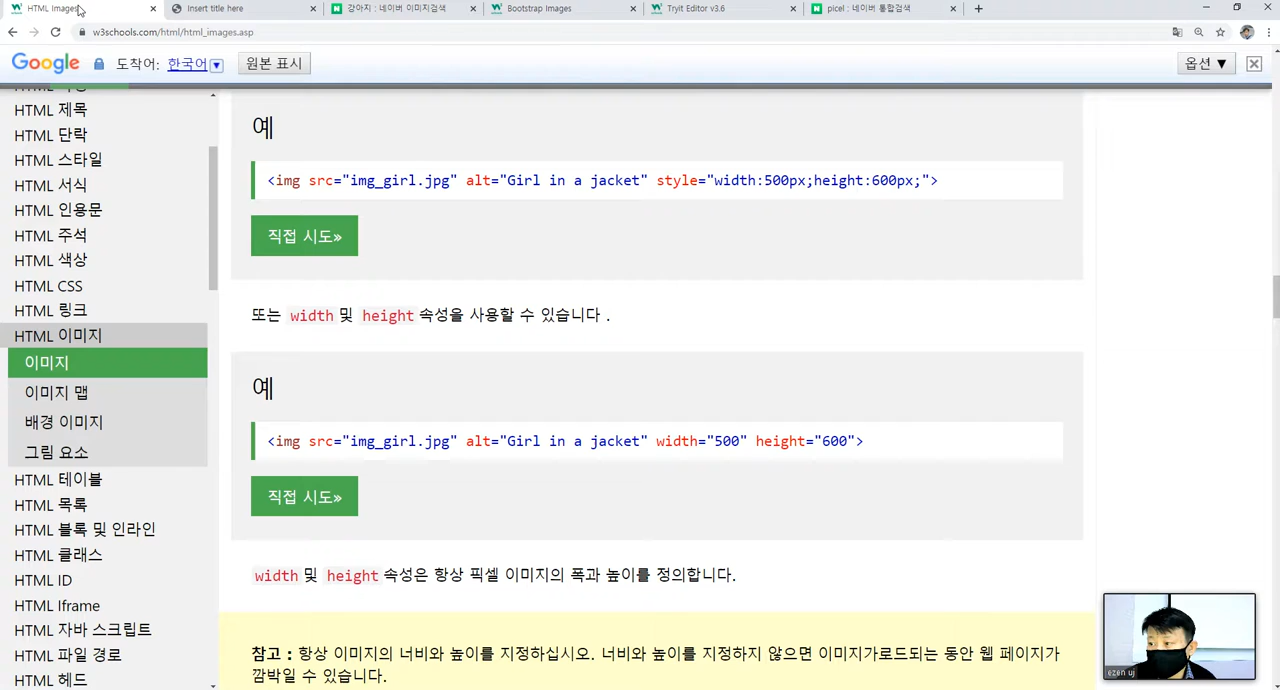 HTML Images
Insert title here
강아지 : 네이버 이미지검색
Bootstrap Images
Tryit Editor v3.6
picel : 네이버 통합검색
w3schools.com/html/html_images.asp
Google 도착어: 한국어 원본 표시 옵션 ▼
HTML 제목
HTML 단락
HTML 스타일
HTML 서식
HTML 인용문
HTML 주석
HTML 색상
HTML CSS
HTML 링크
HTML 이미지
이미지
이미지 맵
배경 이미지
그림 요소
HTML 테이블
HTML 목록
HTML 블록 및 인라인
HTML 클래스
HTML ID
HTML Iframe
HTML 자바 스크립트
HTML 파일 경로
HTML 헤드
예
<img src="img_girl.jpg" alt="Girl in a jacket" style="width:500px;height:600px;">
직접 시도»
또는 width 및 height 속성을 사용할 수 있습니다 .
예
<img src="img_girl.jpg" alt="Girl in a jacket" width="500" height="600">
직접 시도»
width 및 height 속성은 항상 픽셀 이미지의 폭과 높이를 정의합니다.
참고 : 항상 이미지의 너비와 높이를 지정하십시오. 너비와 높이를 지정하지 않으면 이미지가로드되는 동안 웹 페이지가
깜박일 수 있습니다.
ezen uj